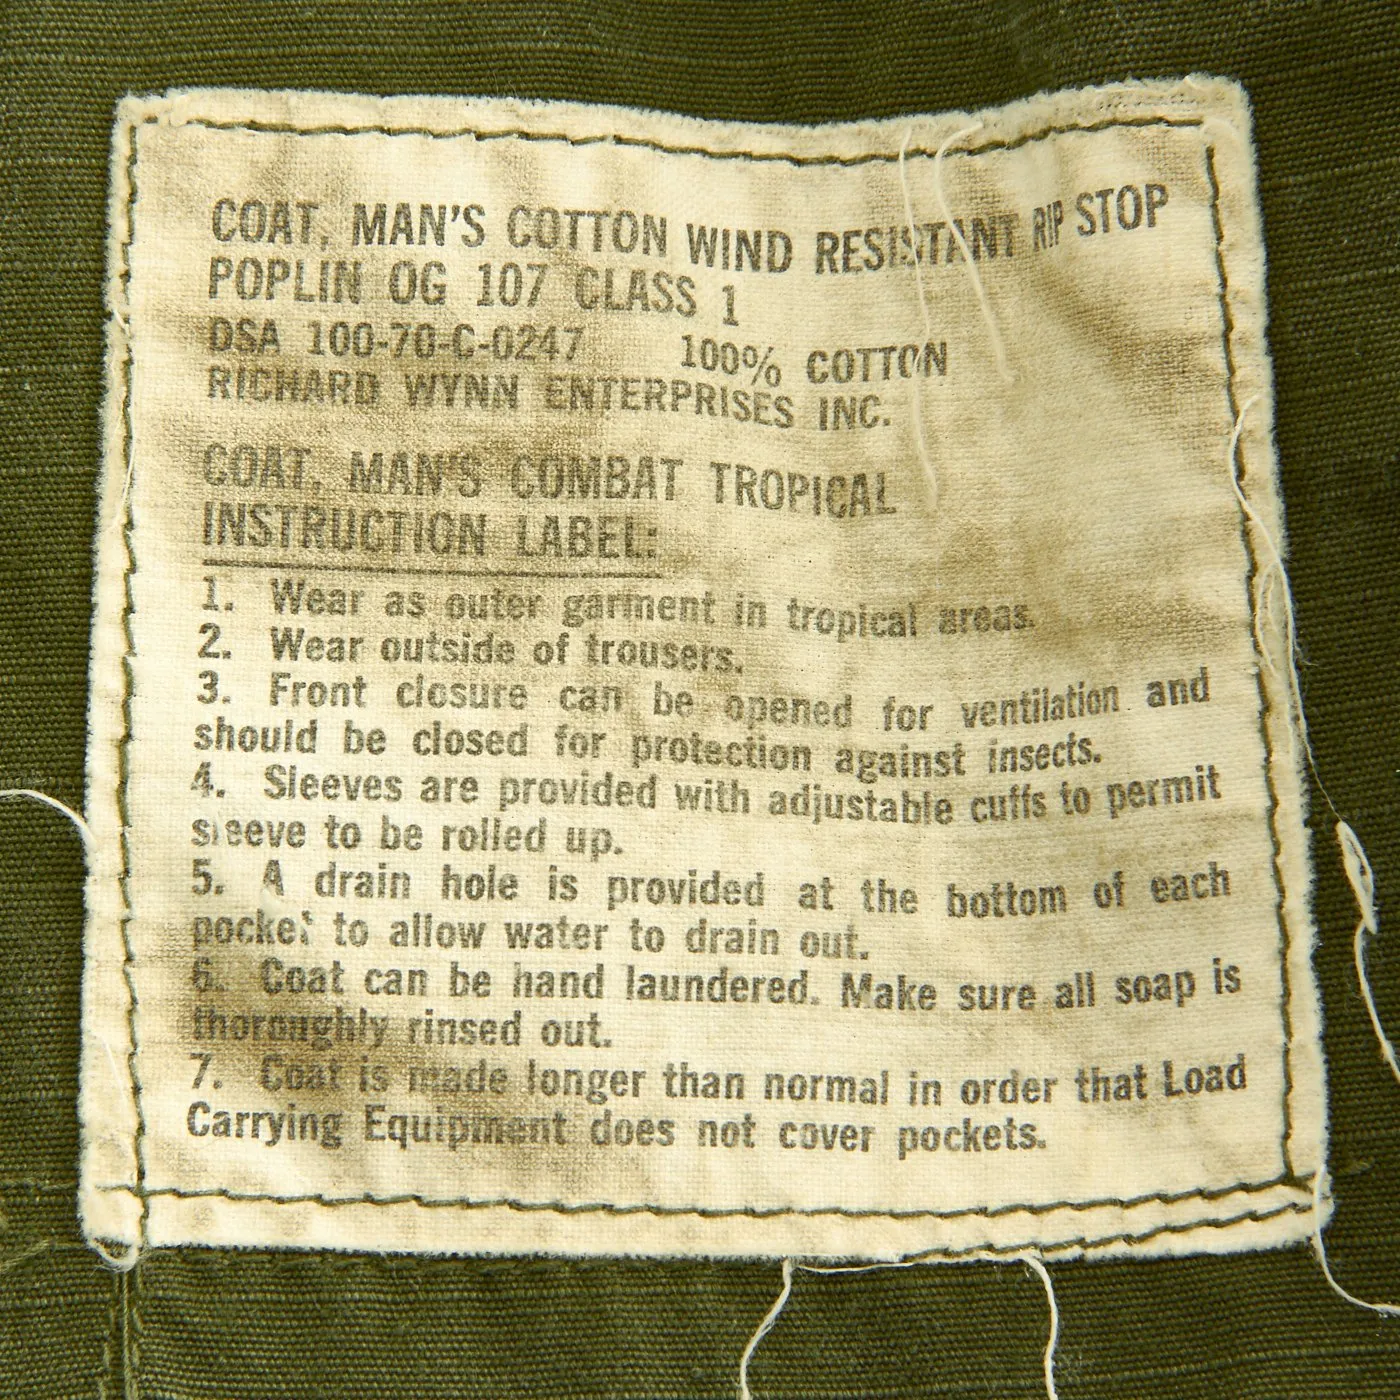 COAT, MAN'S COTTON WIND RESISTANT RIP STOP
POPLIN OG 107 CLASS 1
DSA 100-70-C-0247 100% COTTON
RICHARD WYNN ENTERPRISES INC.
COAT, MAN'S COMBAT TROPICAL
INSTRUCTION LABEL:
1. Wear as outer garment in tropical areas.
2. Wear outside of trousers.
3. Front closure can be opened for ventilation and
should be closed for protection against insects.
4. Sleeves are provided with adjustable cuffs to permit
sleeve to be rolled up.
5. A drain hole is provided at the bottom of each
pocket to allow water to drain out.
6. Coat can be hand laundered. Make sure all soap is
thoroughly rinsed out.
7. Coat is made longer than normal in order that Load
Carrying Equipment does not cover pockets.